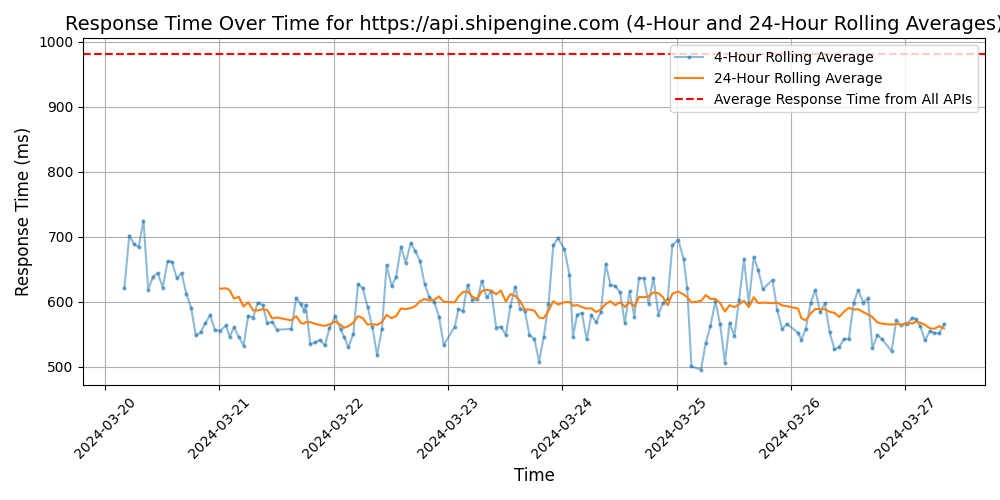 Response Time Over Time for https://api.shipengine.com (4-Hour and 24-Hour Rolling Averages)
4-Hour Rolling Average
24-Hour Rolling Average
Average Response Time from All APIs
Response Time (ms)
1000
900
800
700
600
500
2024-03-20
2024-03-21
2024-03-22
2024-03-23
2024-03-24
2024-03-25
2024-03-26
2024-03-27
Time